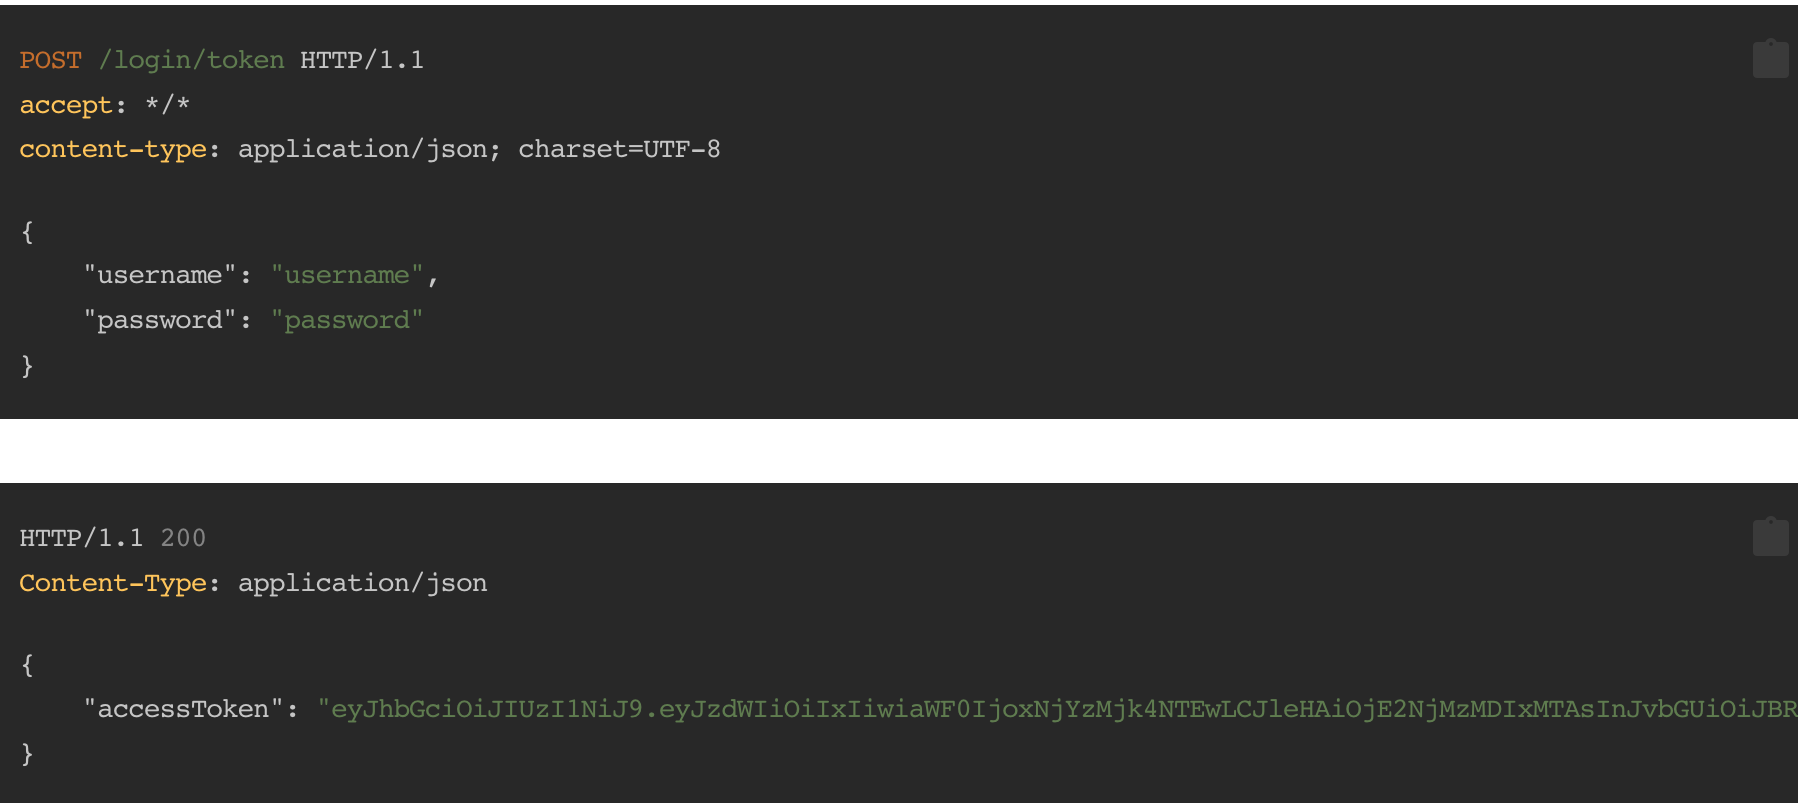 POST /login/token HTTP/1.1
accept: */*
content-type: application/json; charset=UTF-8
{
    "username": "username",
    "password": "password"
}
HTTP/1.1 200
Content-Type: application/json
{
    "accessToken": "eyJhbGciOiJIUzI1NiJ9.eyJzdWIiOiIxIiwiaWF0IjoxNjYzMjk4NTEwLCJleHAiOjE2NjMzMDIxMTAsInJvbGUiOiJBR
}